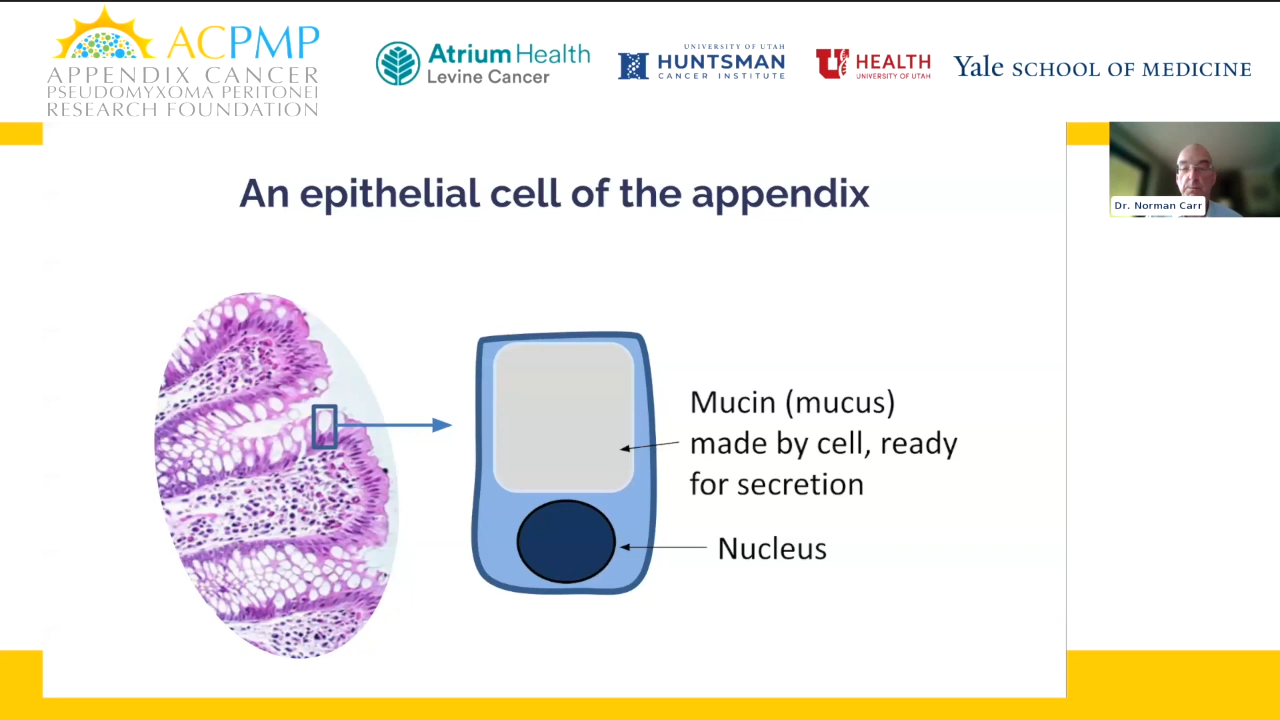 ACPMP
APPENDIX CANCER
PSEUDOMYXOMA PERITONEI
RESEARCH FOUNDATION
Atrium Health
Levine Cancer
UNIVERSITY OF UTAH
HUNTSMAN
CANCER INSTITUTE
U
HEALTH
UNIVERSITY OF UTAH
Yale SCHOOL OF MEDICINE
Dr. Norman Carr
An epithelial cell of the appendix
Mucin (mucus)
made by cell, ready
for secretion
Nucleus